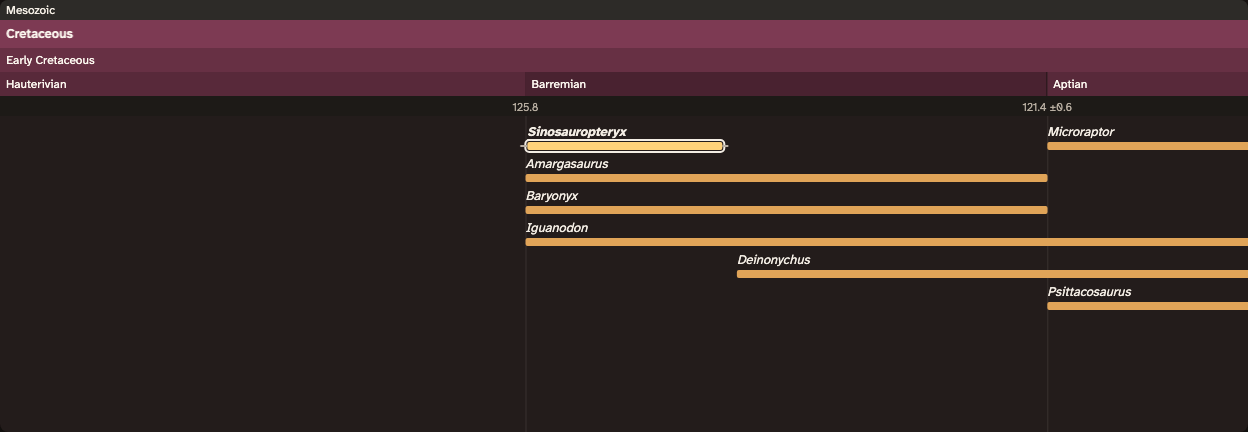 Mesozoic
Cretaceous
Early Cretaceous
Hauterivian Barremian Aptian
125.8 121.4 ±0.6
Sinosauropteryx Microraptor
Amargasaurus
Baryonyx
Iguanodon
Deinonychus
Psittacosaurus